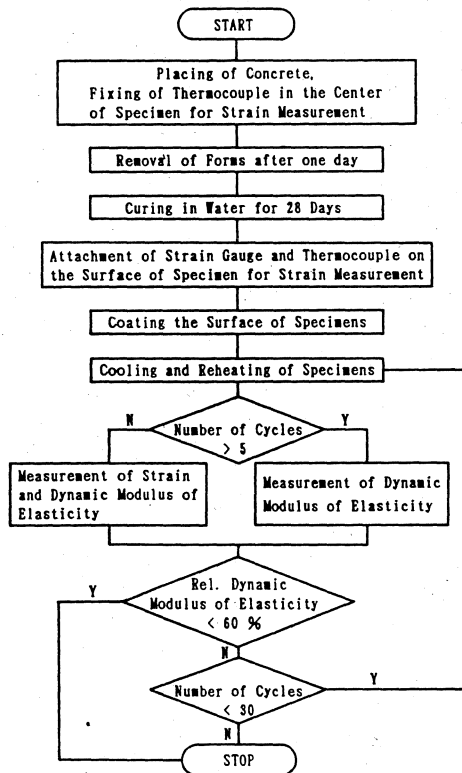 START
Placing of Concrete,
Fixing of Thermocouple in the Center
of Specimen for Strain Measurement
Removal of Forms after one day
Curing in Water for 28 Days
Attachment of Strain Gauge and Thermocouple on
the Surface of Specimen for Strain Measurement
Coating the Surface of Specimens
Cooling and Reheating of Specimens
N
Y
Number of Cycles
> 5
Measurement of Strain
and Dynamic Modulus of
Elasticity
Measurement of Dynamic
Modulus of Elasticity
Y
Rel. Dynamic
Modulus of Elasticity
< 60 %
N
Number of Cycles
< 30
Y
N
STOP